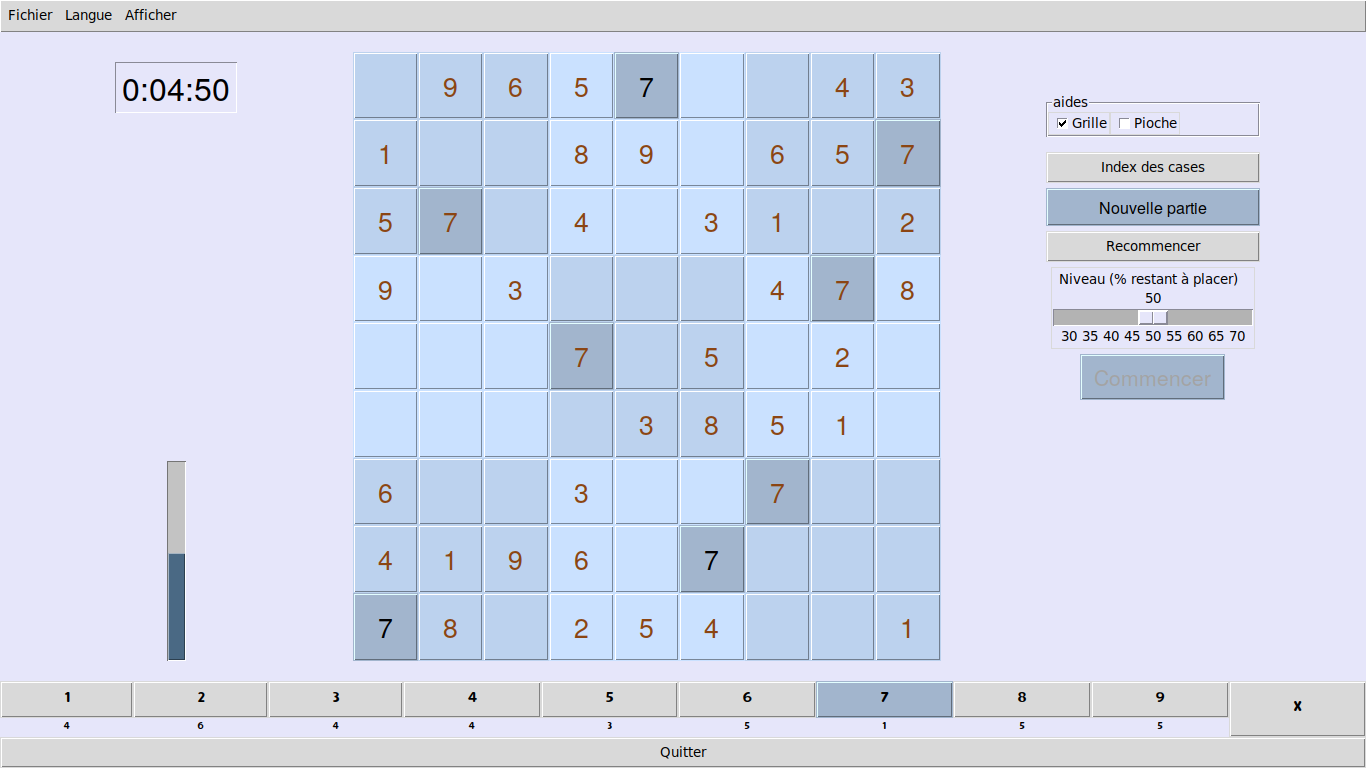 Fichier Langue Afficher
0:04:50
9 6 5 7 4 3
1 8 9 6 5 7
5 7 4 3 1 2
9 3 4 7 8
7 5 2
3 8 5 1
6 3 7
4 1 9 6 7
7 8 2 5 4 1
aides
Grille Pioche
Index des cases
Nouvelle partie
Recommencer
Niveau (% restant à placer)
50
30 35 40 45 50 55 60 65 70
Commencer
1 2 3 4 5 6 7 8 9 x
4 6 4 4 3 5 1 5 5
Quitter